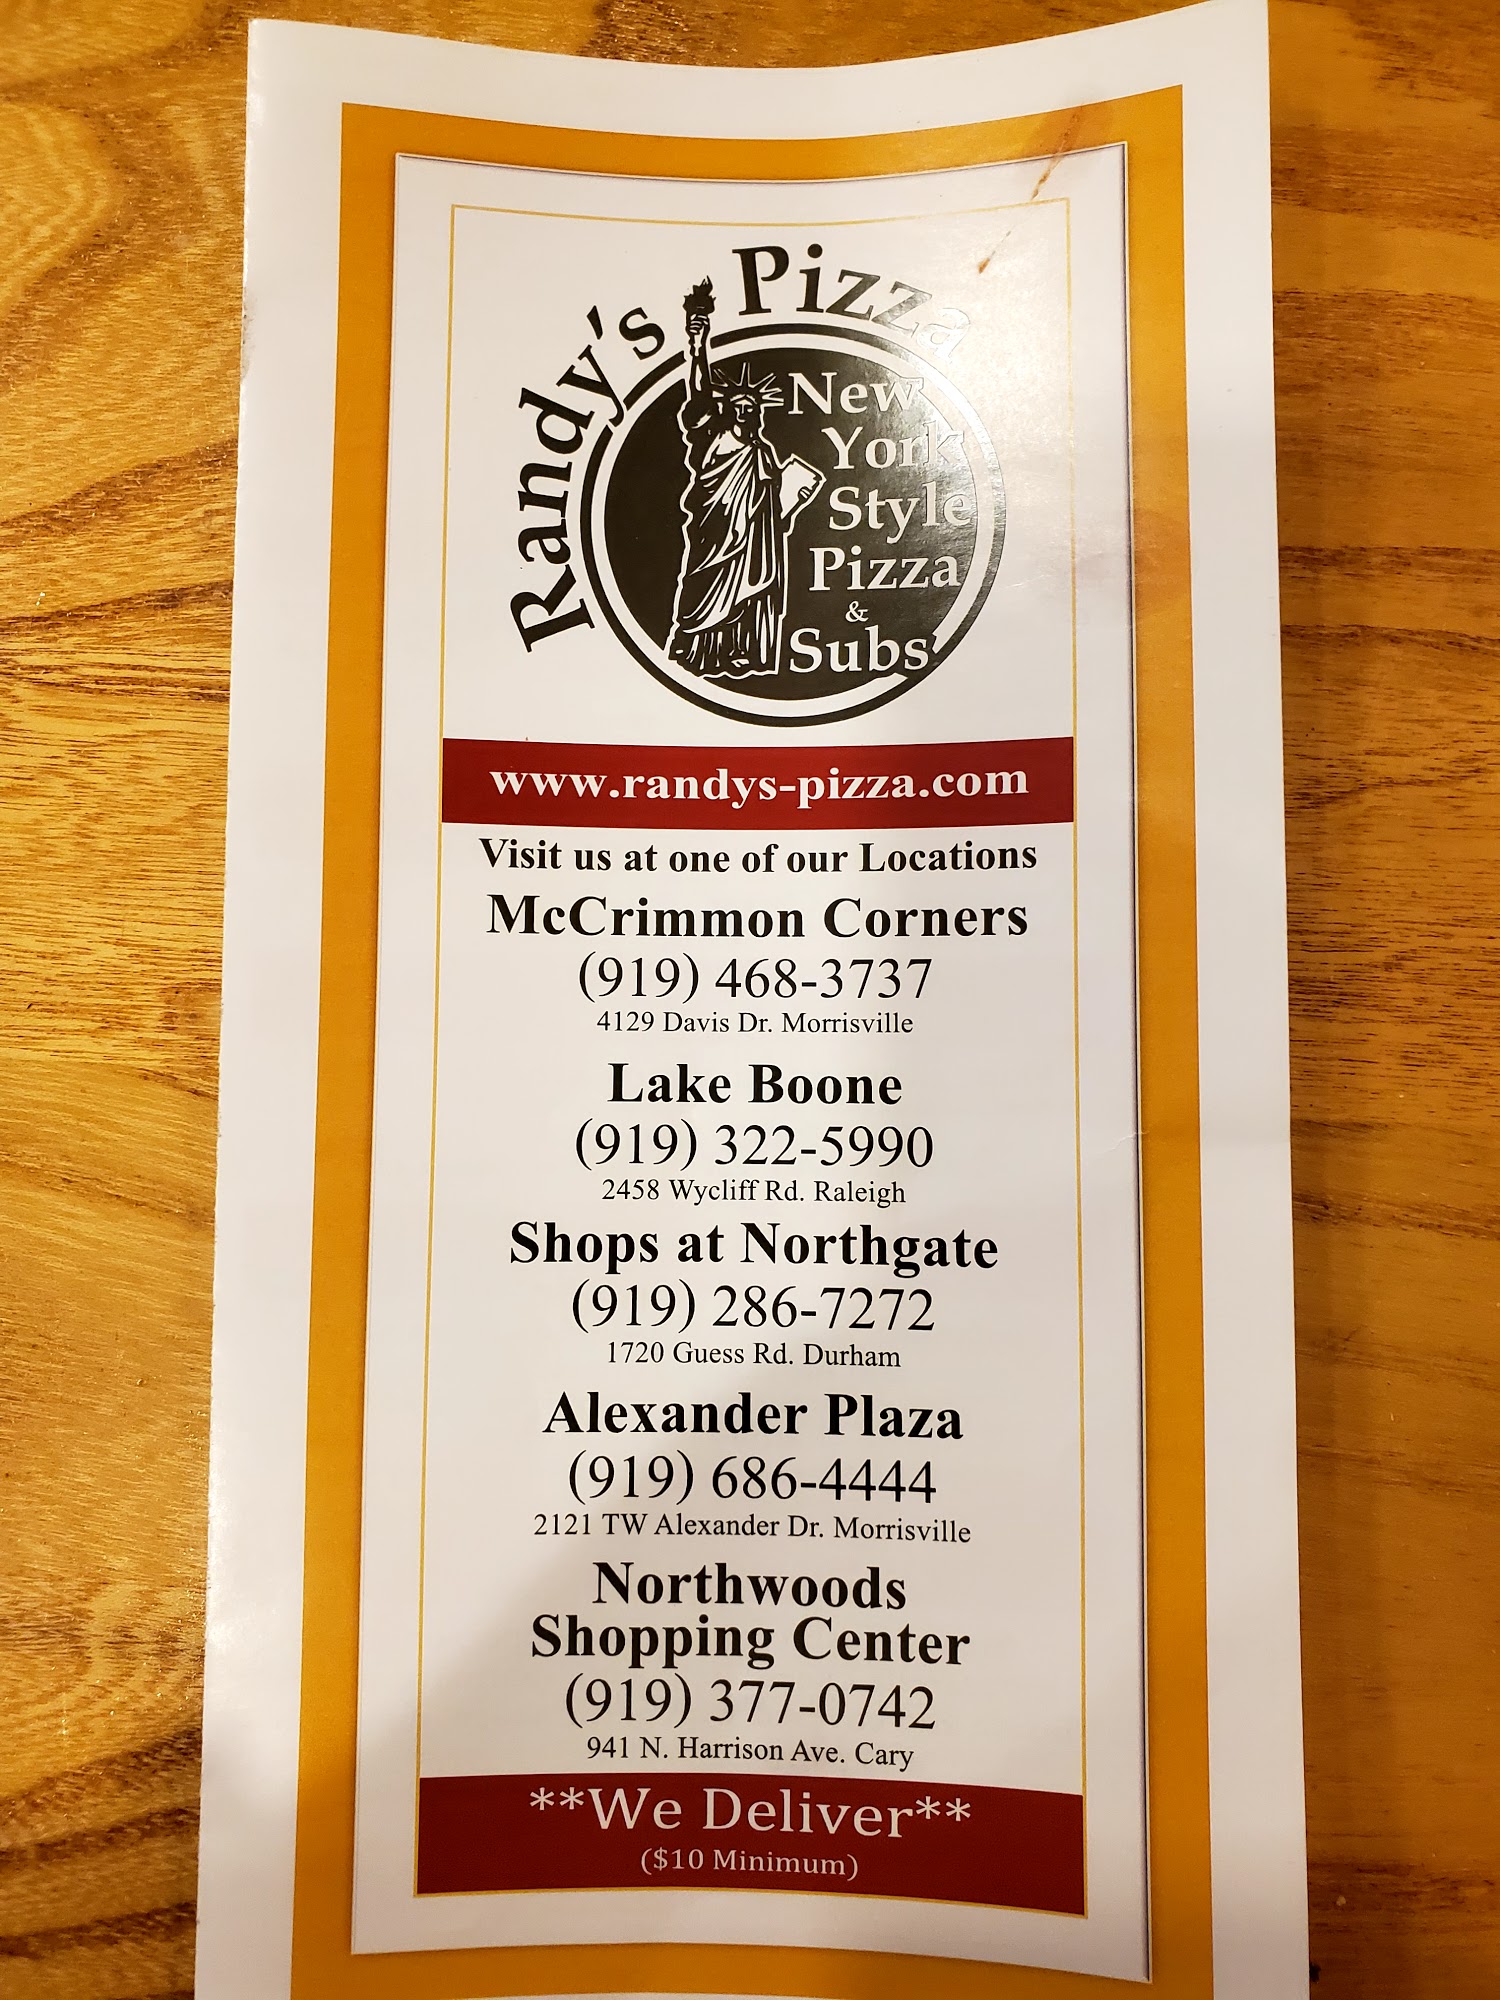 Randy's Pizza
New
York
Style
Pizza
&
Subs
www.randys-pizza.com
Visit us at one of our Locations
McCrimmon Corners
(919) 468-3737
4129 Davis Dr. Morrisville
Lake Boone
(919) 322-5990
2458 Wycliff Rd. Raleigh
Shops at Northgate
(919) 286-7272
1720 Guess Rd. Durham
Alexander Plaza
(919) 686-4444
2121 TW Alexander Dr. Morrisville
Northwoods
Shopping Center
(919) 377-0742
941 N. Harrison Ave. Cary
**We Deliver**
($10 Minimum)